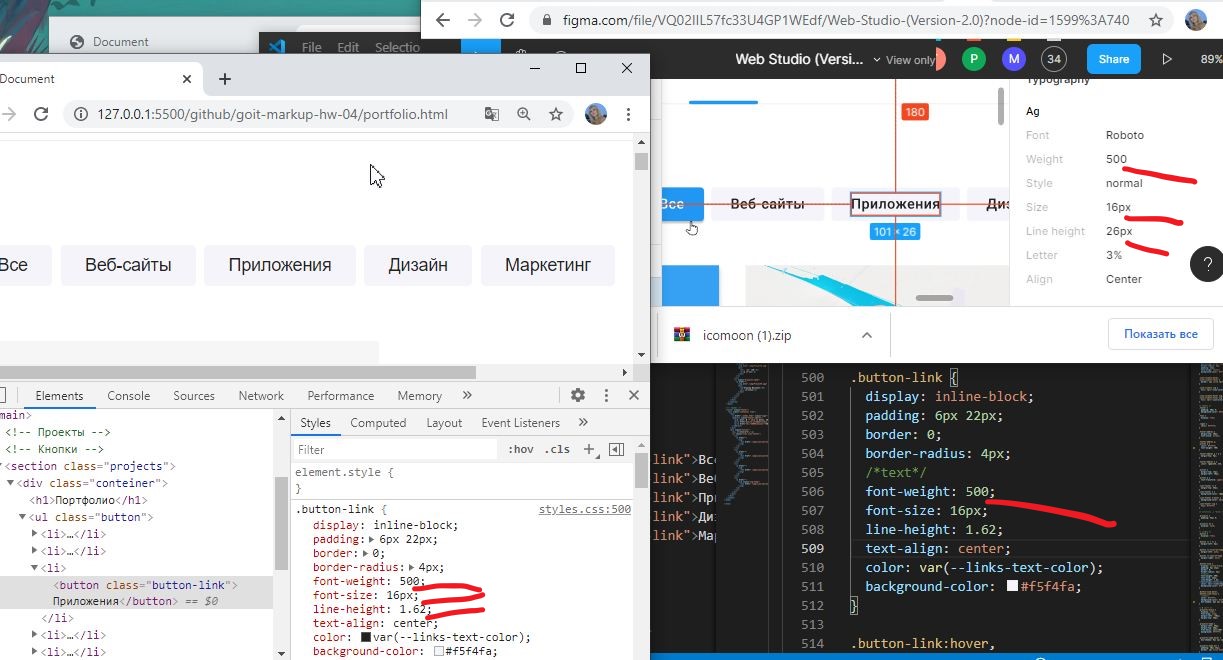 Document
File Edit Selectio
figma.com/file/VQ02IIL57fc33U4GP1WEdf/Web-Studio-(Version-2.0)?node-id=1599%3A740
Web Studio (Versi...
View only
P
M
34
Share
89%
Document
127.0.0.1:5500/github/goit-markup-hw-04/portfolio.html
Все
Веб-сайты
Приложения
Дизайн
Маркетинг
180
Все
Веб-сайты
Приложения
Ди
101 × 26
Typography
Ag
Font Roboto
Weight 500
Style normal
Size 16px
Line height 26px
Letter 3%
Align Center
?
icomoon (1).zip
Показать все
Elements Console Sources Network Performance Memory »
main>
<!-- Проекты -->
<!-- Кнопки -->
<section class="projects">
<div class="conteiner">
<h1>Портфолио</h1>
<ul class="button">
<li>…</li>
<li>…</li>
<li>
<button class="button-link">
Приложения</button> == $0
</li>
<li>…</li>
<li>…</li>
Styles Computed Layout Event Listeners »
Filter
:hov .cls +
element.style {
}
.button-link {
styles.css:500
display: inline-block;
padding: 6px 22px;
border: 0;
border-radius: 4px;
font-weight: 500;
font-size: 16px;
line-height: 1.62;
text-align: center;
color: var(--links-text-color);
background-color: #f5f4fa;
link">Все
link">Ве
link">Пр
link">Ди
link">Ма
500 .button-link {
501 display: inline-block;
502 padding: 6px 22px;
503 border: 0;
504 border-radius: 4px;
505 /*text*/
506 font-weight: 500;
507 font-size: 16px;
508 line-height: 1.62;
509 text-align: center;
510 color: var(--links-text-color);
511 background-color: #f5f4fa;
512 }
513
514 .button-link:hover,